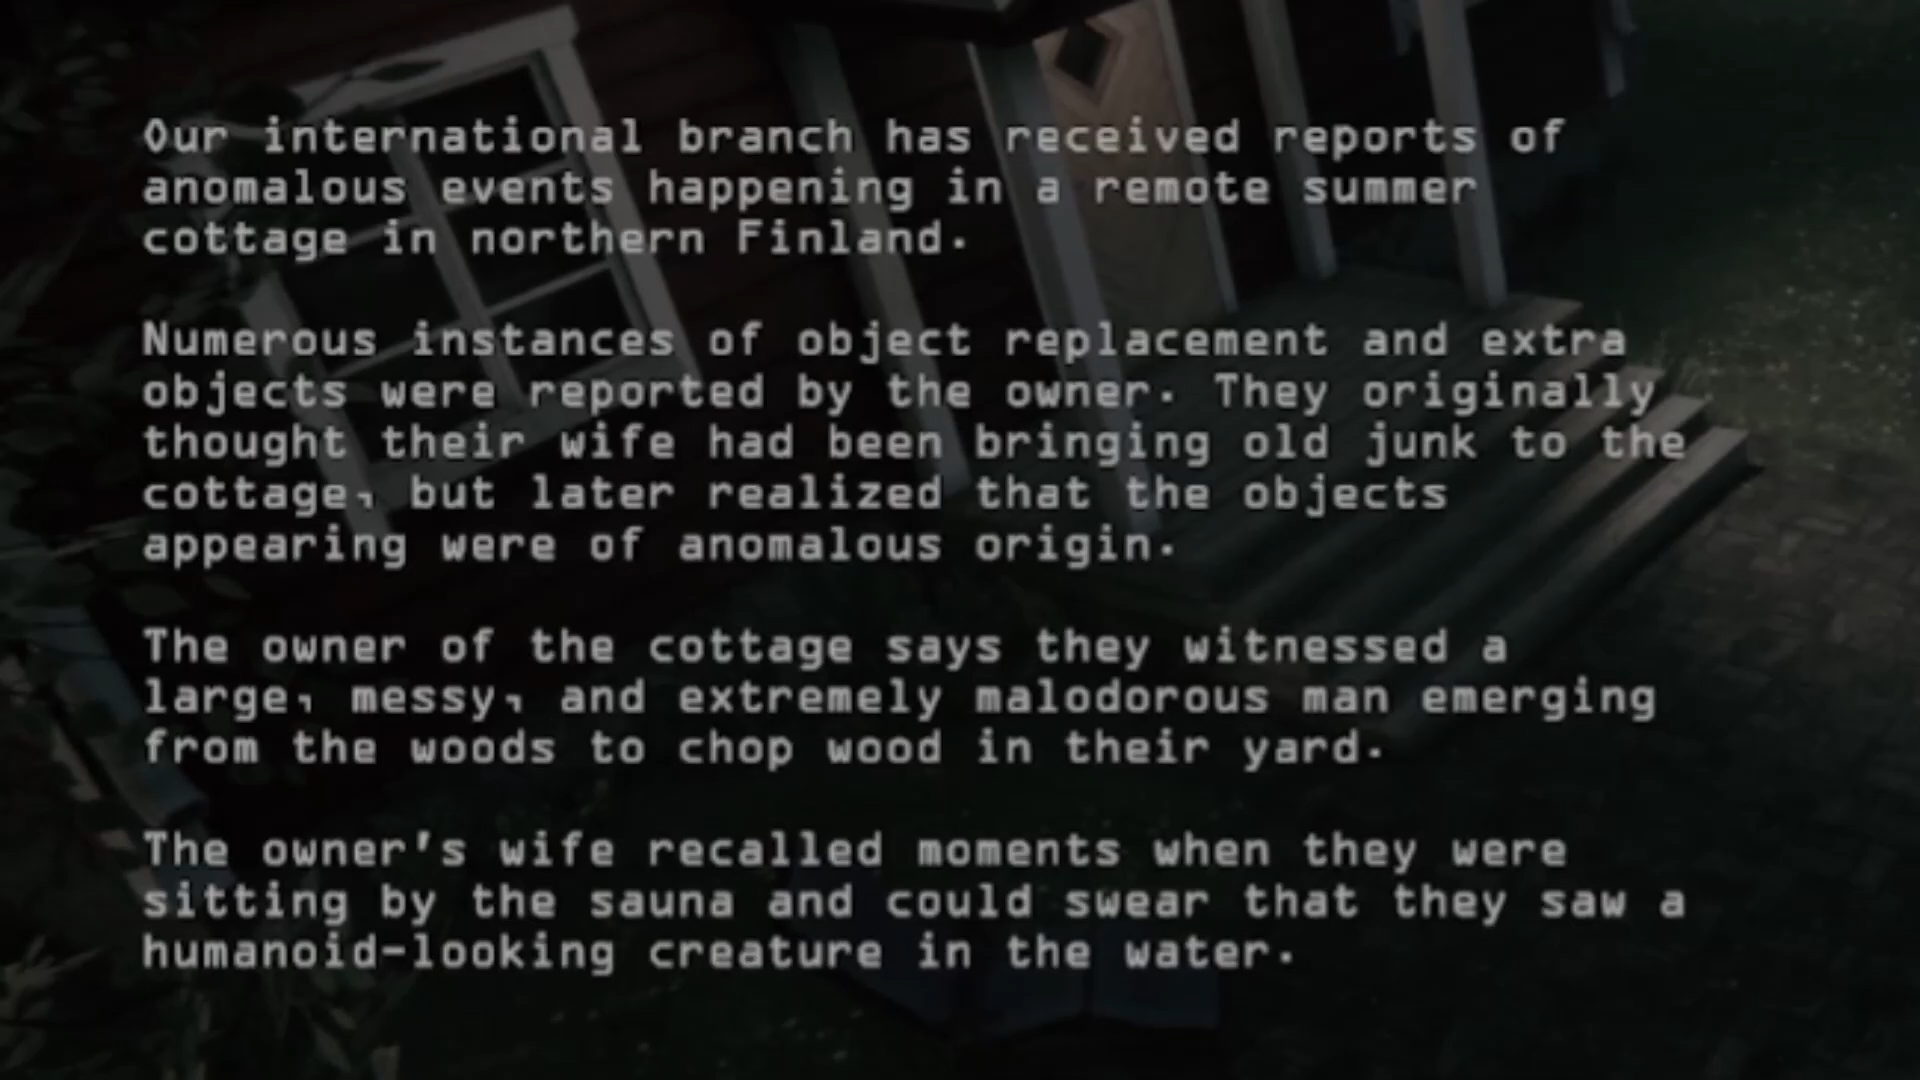 Our international branch has received reports of
anomalous events happening in a remote summer
cottage in northern Finland.
Numerous instances of object replacement and extra
objects were reported by the owner. They originally
thought their wife had been bringing old junk to the
cottage, but later realized that the objects
appearing were of anomalous origin.
The owner of the cottage says they witnessed a
large, messy, and extremely malodorous man emerging
from the woods to chop wood in their yard.
The owner's wife recalled moments when they were
sitting by the sauna and could swear that they saw a
humanoid-looking creature in the water.